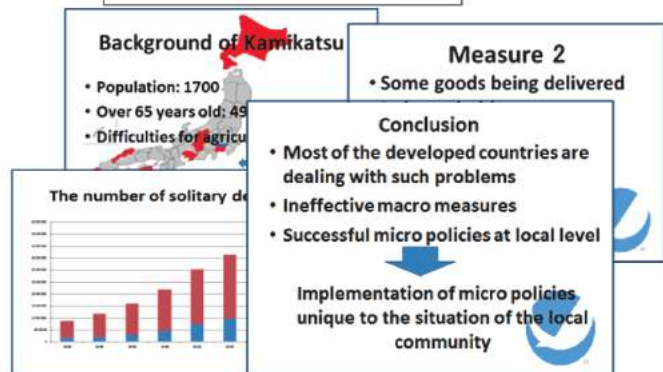 Background of Kamikatsu
• Population: 1700
• Over 65 years old: 49
• Difficulties for agricu
Measure 2
• Some goods being delivered
The number of solitary de
Conclusion
• Most of the developed countries are
dealing with such problems
• Ineffective macro measures
• Successful micro policies at local level
Implementation of micro policies
unique to the situation of the local
community